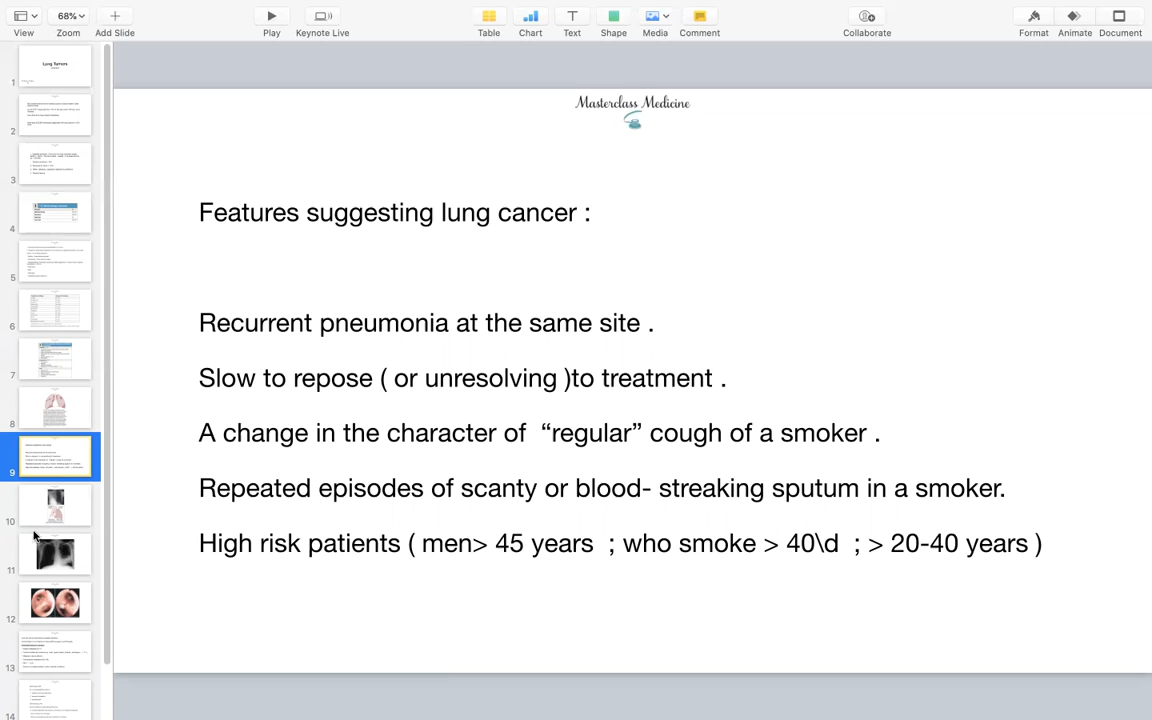 68%
View
Zoom
Add Slide
Play
Keynote Live
Table
Chart
Text
Shape
Media
Comment
Collaborate
Format
Animate
Document
Masterclass Medicine
Features suggesting lung cancer :
Recurrent pneumonia at the same site .
Slow to repose ( or unresolving )to treatment .
A change in the character of “regular” cough of a smoker .
Repeated episodes of scanty or blood- streaking sputum in a smoker.
High risk patients ( men> 45 years ; who smoke > 40\d ; > 20-40 years )
Lung Tumors
1
2
3
4
5
6
7
8
9
10
11
12
13
14